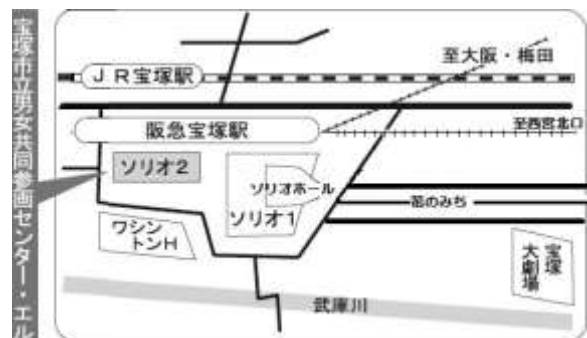 宝塚市立男女共同参画センター・エル
JR宝塚駅
至大阪・梅田
阪急宝塚駅
至西宮北口
ソリオ2
ソリオホール
ソリオ1
花のみち
ワシン
トンH
宝塚
大劇場
武庫川